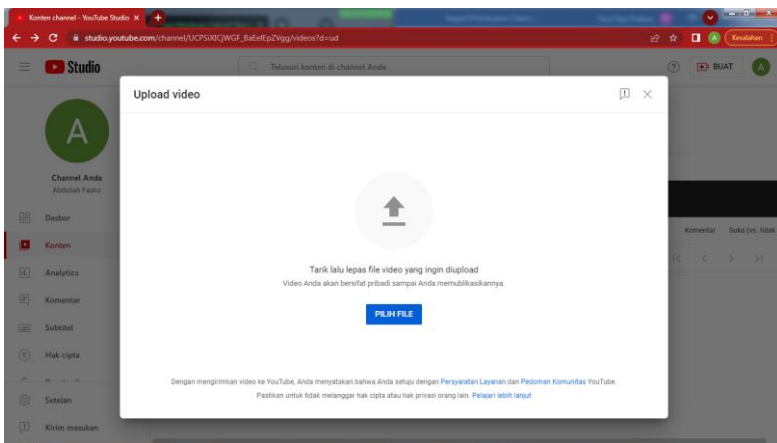 Konten channel - YouTube Studio
studio.youtube.com/channel/UCPSiXICjWGF_BaEelEpZVgg/videos?d=ud
Kesalahan
Studio
Telusuri konten di channel Anda
BUAT
A
Upload video
A
Channel Anda
Abdullah Pasko
Dasbor
Konten
Analytics
Komentar
Subtitel
Hak cipta
Setelan
Kirim masukan
Komentar
Suka (vs. tidak
Tarik lalu lepas file video yang ingin diupload
Video Anda akan bersifat pribadi sampai Anda memublikasikannya.
PILIH FILE
Dengan mengirimkan video ke YouTube, Anda menyatakan bahwa Anda setuju dengan Persyaratan Layanan dan Pedoman Komunitas YouTube.
Pastikan untuk tidak melanggar hak cipta atau hak privasi orang lain. Pelajari lebih lanjut